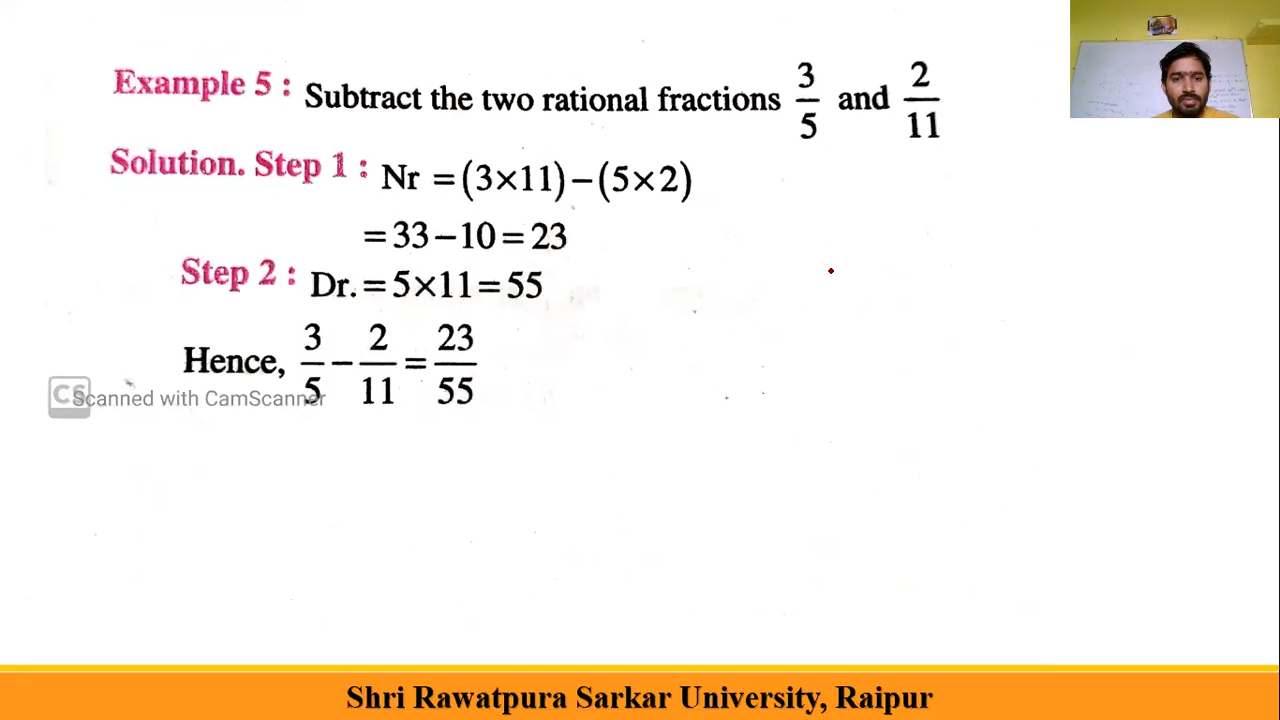 Example 5 : Subtract the two rational fractions 3/5 and 2/11
Solution. Step 1 : Nr = (3×11) − (5×2)
= 33 − 10 = 23
Step 2 : Dr. = 5×11 = 55
Hence, 3/5 − 2/11 = 23/55
CS Scanned with CamScanner
Shri Rawatpura Sarkar University, Raipur